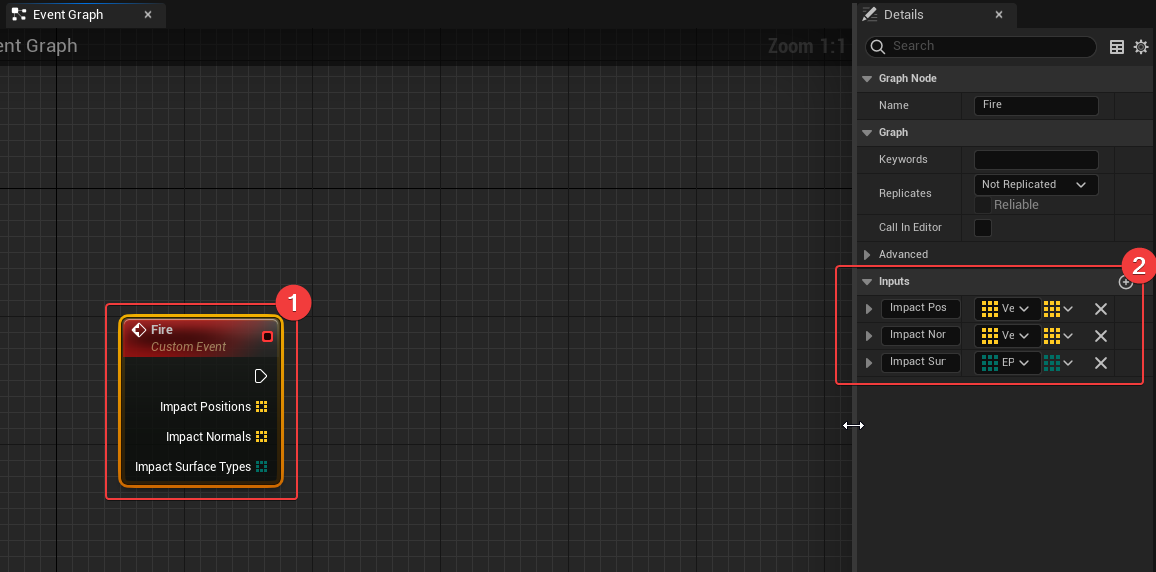 Event Graph
Details
ent Graph
Zoom 1:1
Search
Graph Node
Name
Fire
Graph
Keywords
Replicates
Not Replicated
Reliable
Call In Editor
Advanced
2
Inputs
Impact Pos
Ve
Impact Nor
Ve
Impact Sur
EP
1
Fire
Custom Event
Impact Positions
Impact Normals
Impact Surface Types